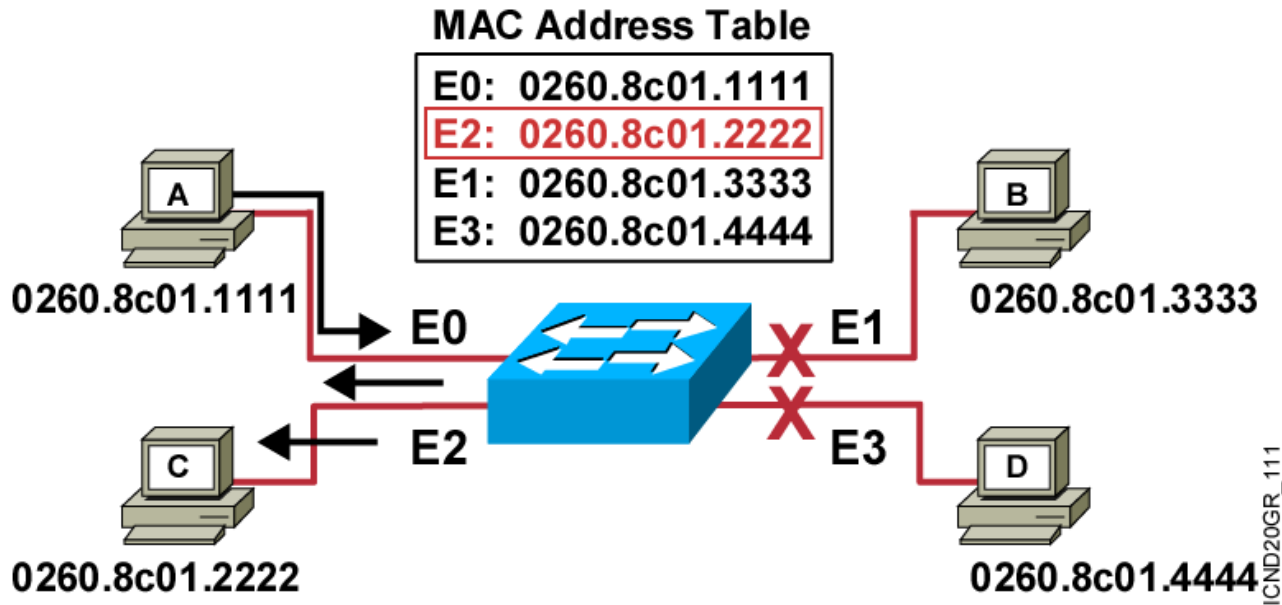 MAC Address Table
E0: 0260.8c01.1111
E2: 0260.8c01.2222
E1: 0260.8c01.3333
E3: 0260.8c01.4444
A
B
0260.8c01.1111
0260.8c01.3333
E0
E1
E2
E3
C
D
0260.8c01.2222
0260.8c01.4444
ICND20GR_111